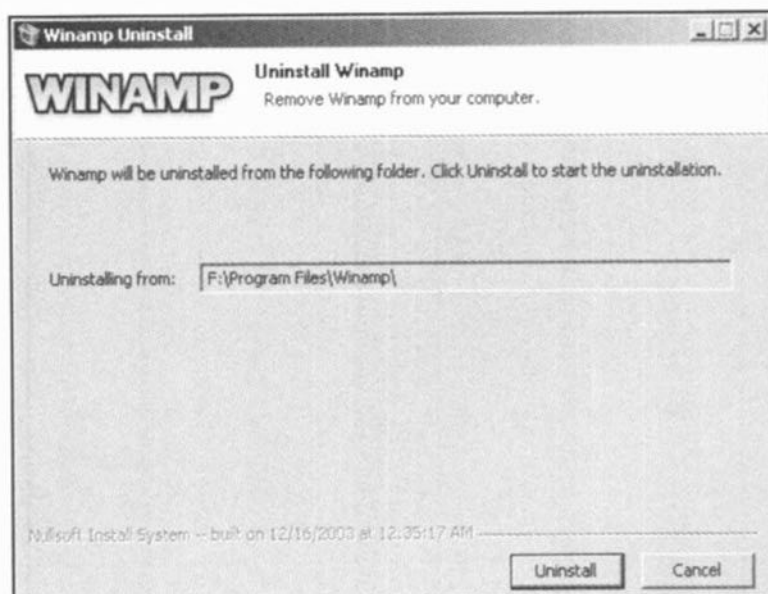 Winamp Uninstall
WINAMP
Uninstall Winamp
Remove Winamp from your computer.
Winamp will be uninstalled from the following folder. Click Uninstall to start the uninstallation.
Uninstalling from: F:\Program Files\Winamp\
Nullsoft Install System -- built on 12/16/2003 at 12:35:17 AM
Uninstall Cancel